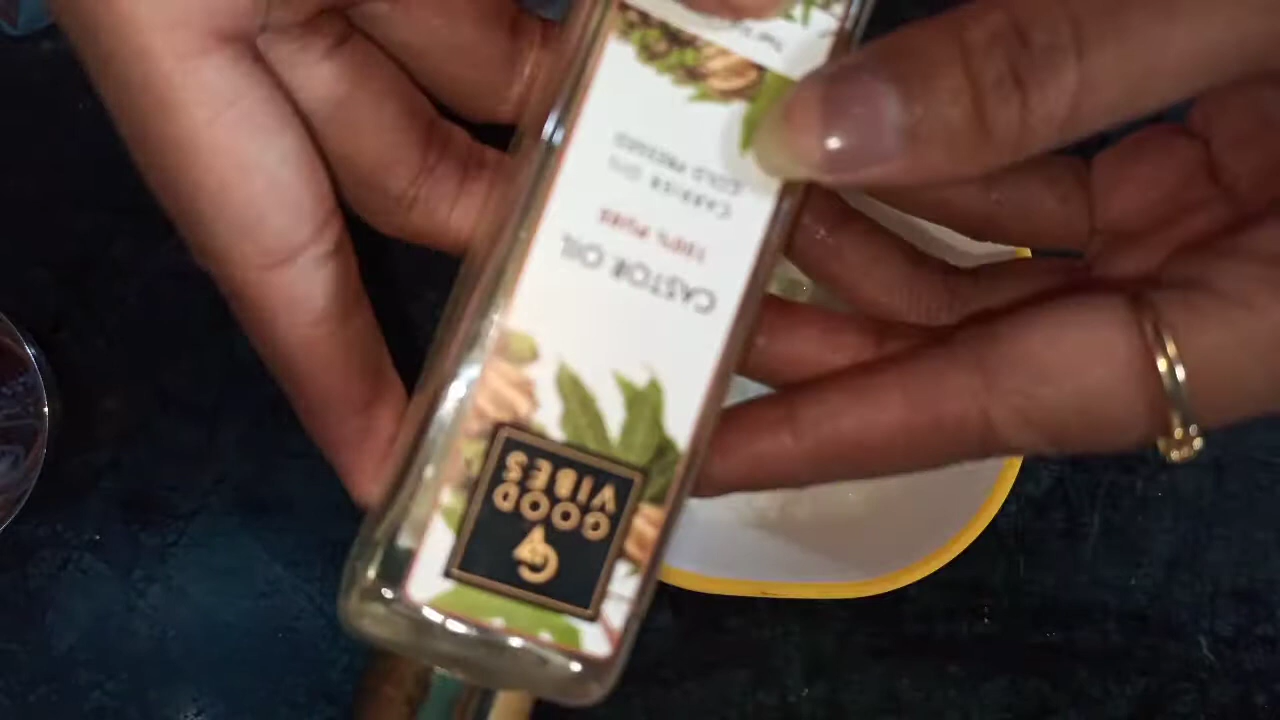 GOOD
VIBES
CASTOR OIL
100% PURE
CARRIER OIL
COLD PRESSED